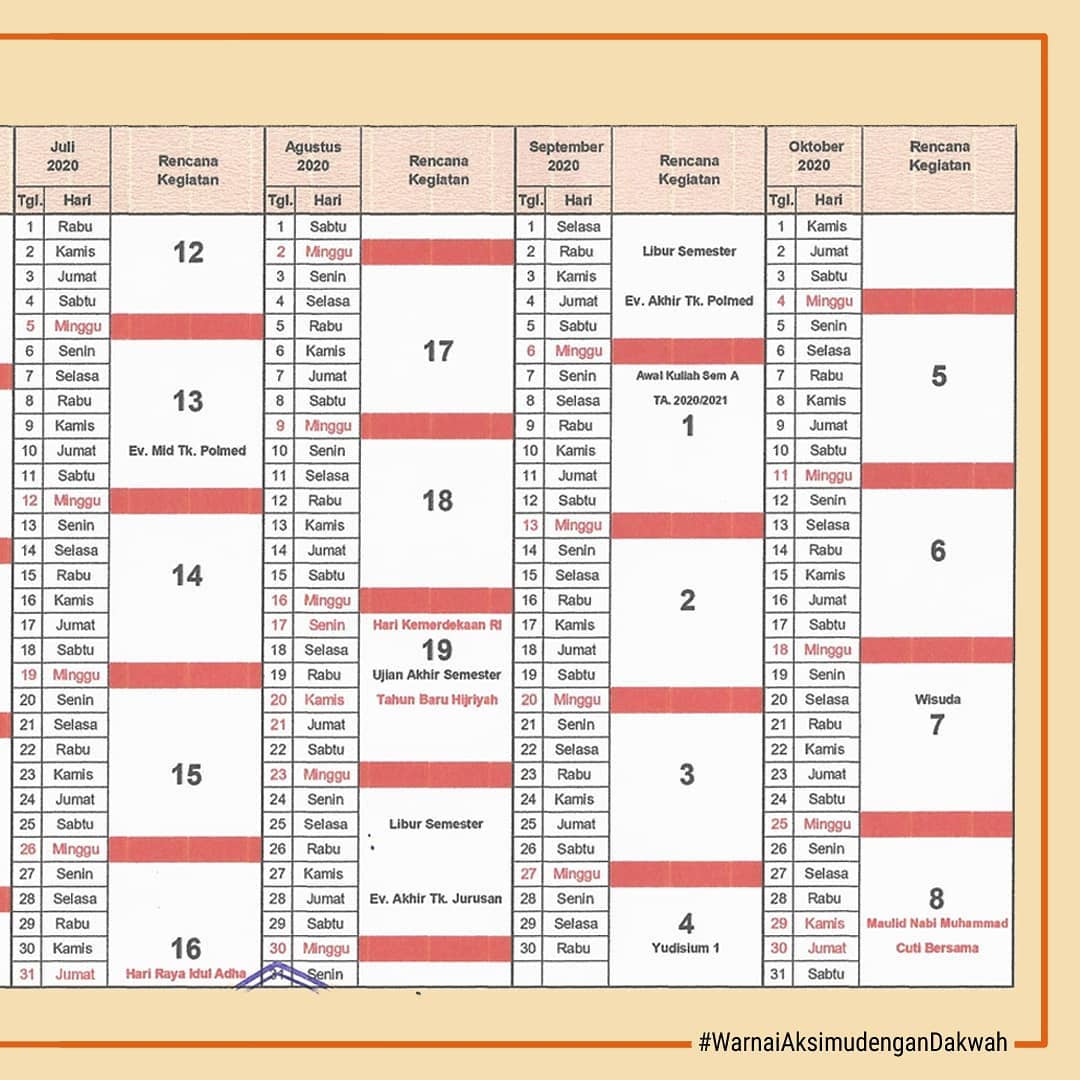 Juli 2020 Rencana Kegiatan Agustus 2020 Rencana Kegiatan September 2020 Rencana Kegiatan Oktober 2020 Rencana Kegiatan
Tgl. Hari Tgl. Hari Tgl. Hari Tgl. Hari
1 Rabu 1 Sabtu 1 Selasa 1 Kamis
2 Kamis 12 2 Minggu 2 Rabu Libur Semester 2 Jumat
3 Jumat 3 Senin 3 Kamis 3 Sabtu
4 Sabtu 4 Selasa 4 Jumat Ev. Akhir Tk. Polmed 4 Minggu
5 Minggu 5 Rabu 5 Sabtu 5 Senin
6 Senin 6 Kamis 17 6 Minggu 6 Selasa
7 Selasa 7 Jumat 7 Senin Awal Kuliah Sem A 7 Rabu 5
8 Rabu 13 8 Sabtu 8 Selasa TA. 2020/2021 8 Kamis
9 Kamis 9 Minggu 9 Rabu 1 9 Jumat
10 Jumat Ev. Mid Tk. Polmed 10 Senin 10 Kamis 10 Sabtu
11 Sabtu 11 Selasa 11 Jumat 11 Minggu
12 Minggu 12 Rabu 18 12 Sabtu 12 Senin
13 Senin 13 Kamis 13 Minggu 13 Selasa
14 Selasa 14 Jumat 14 Senin 14 Rabu 6
15 Rabu 14 15 Sabtu 15 Selasa 15 Kamis
16 Kamis 16 Minggu 16 Rabu 2 16 Jumat
17 Jumat 17 Senin Hari Kemerdekaan RI 17 Kamis 17 Sabtu
18 Sabtu 18 Selasa 19 18 Jumat 18 Minggu
19 Minggu 19 Rabu Ujian Akhir Semester 19 Sabtu 19 Senin
20 Senin 20 Kamis Tahun Baru Hijriyah 20 Minggu 20 Selasa Wisuda
21 Selasa 21 Jumat 21 Senin 21 Rabu 7
22 Rabu 22 Sabtu 22 Selasa 22 Kamis
23 Kamis 15 23 Minggu 23 Rabu 3 23 Jumat
24 Jumat 24 Senin 24 Kamis 24 Sabtu
25 Sabtu 25 Selasa Libur Semester 25 Jumat 25 Minggu
26 Minggu 26 Rabu 26 Sabtu 26 Senin
27 Senin 27 Kamis 27 Minggu 27 Selasa
28 Selasa 28 Jumat Ev. Akhir Tk. Jurusan 28 Senin 28 Rabu 8
29 Rabu 29 Sabtu 29 Selasa 4 29 Kamis Maulid Nabi Muhammad
30 Kamis 16 30 Minggu 30 Rabu Yudisium 1 30 Jumat Cuti Bersama
31 Jumat Hari Raya Idul Adha 31 Senin 31 Sabtu
#WarnaiAksimudenganDakwah